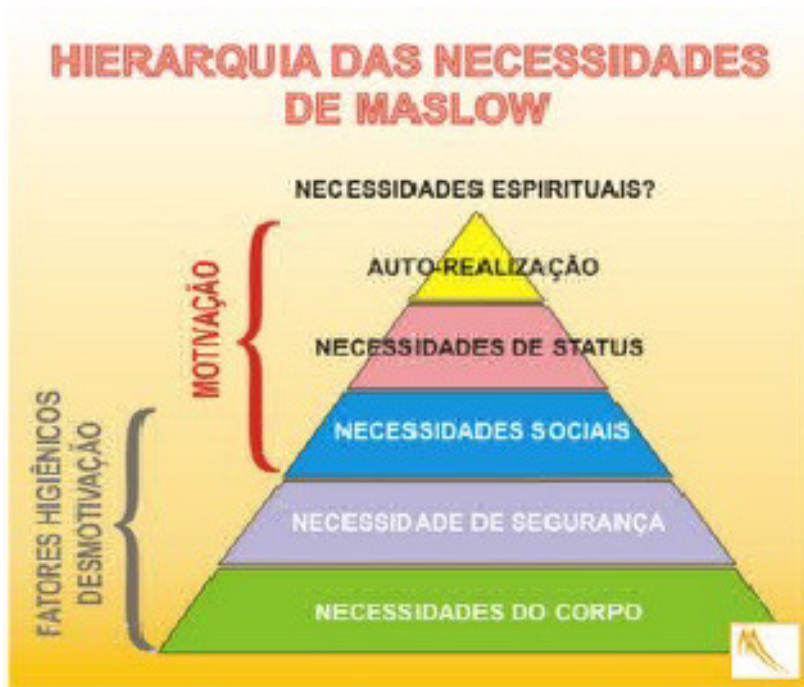 HIERARQUIA DAS NECESSIDADES
DE MASLOW
NECESSIDADES ESPIRITUAIS?
AUTO-REALIZAÇÃO
NECESSIDADES DE STATUS
NECESSIDADES SOCIAIS
NECESSIDADE DE SEGURANÇA
NECESSIDADES DO CORPO
MOTIVAÇÃO
FATORES HIGIÊNICOS
DESMOTIVAÇÃO